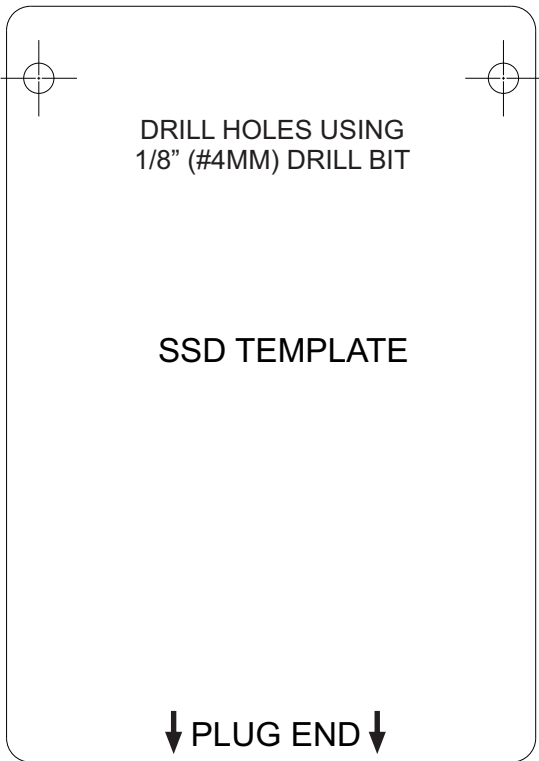 DRILL HOLES USING
1/8” (#4MM) DRILL BIT
SSD TEMPLATE
PLUG END